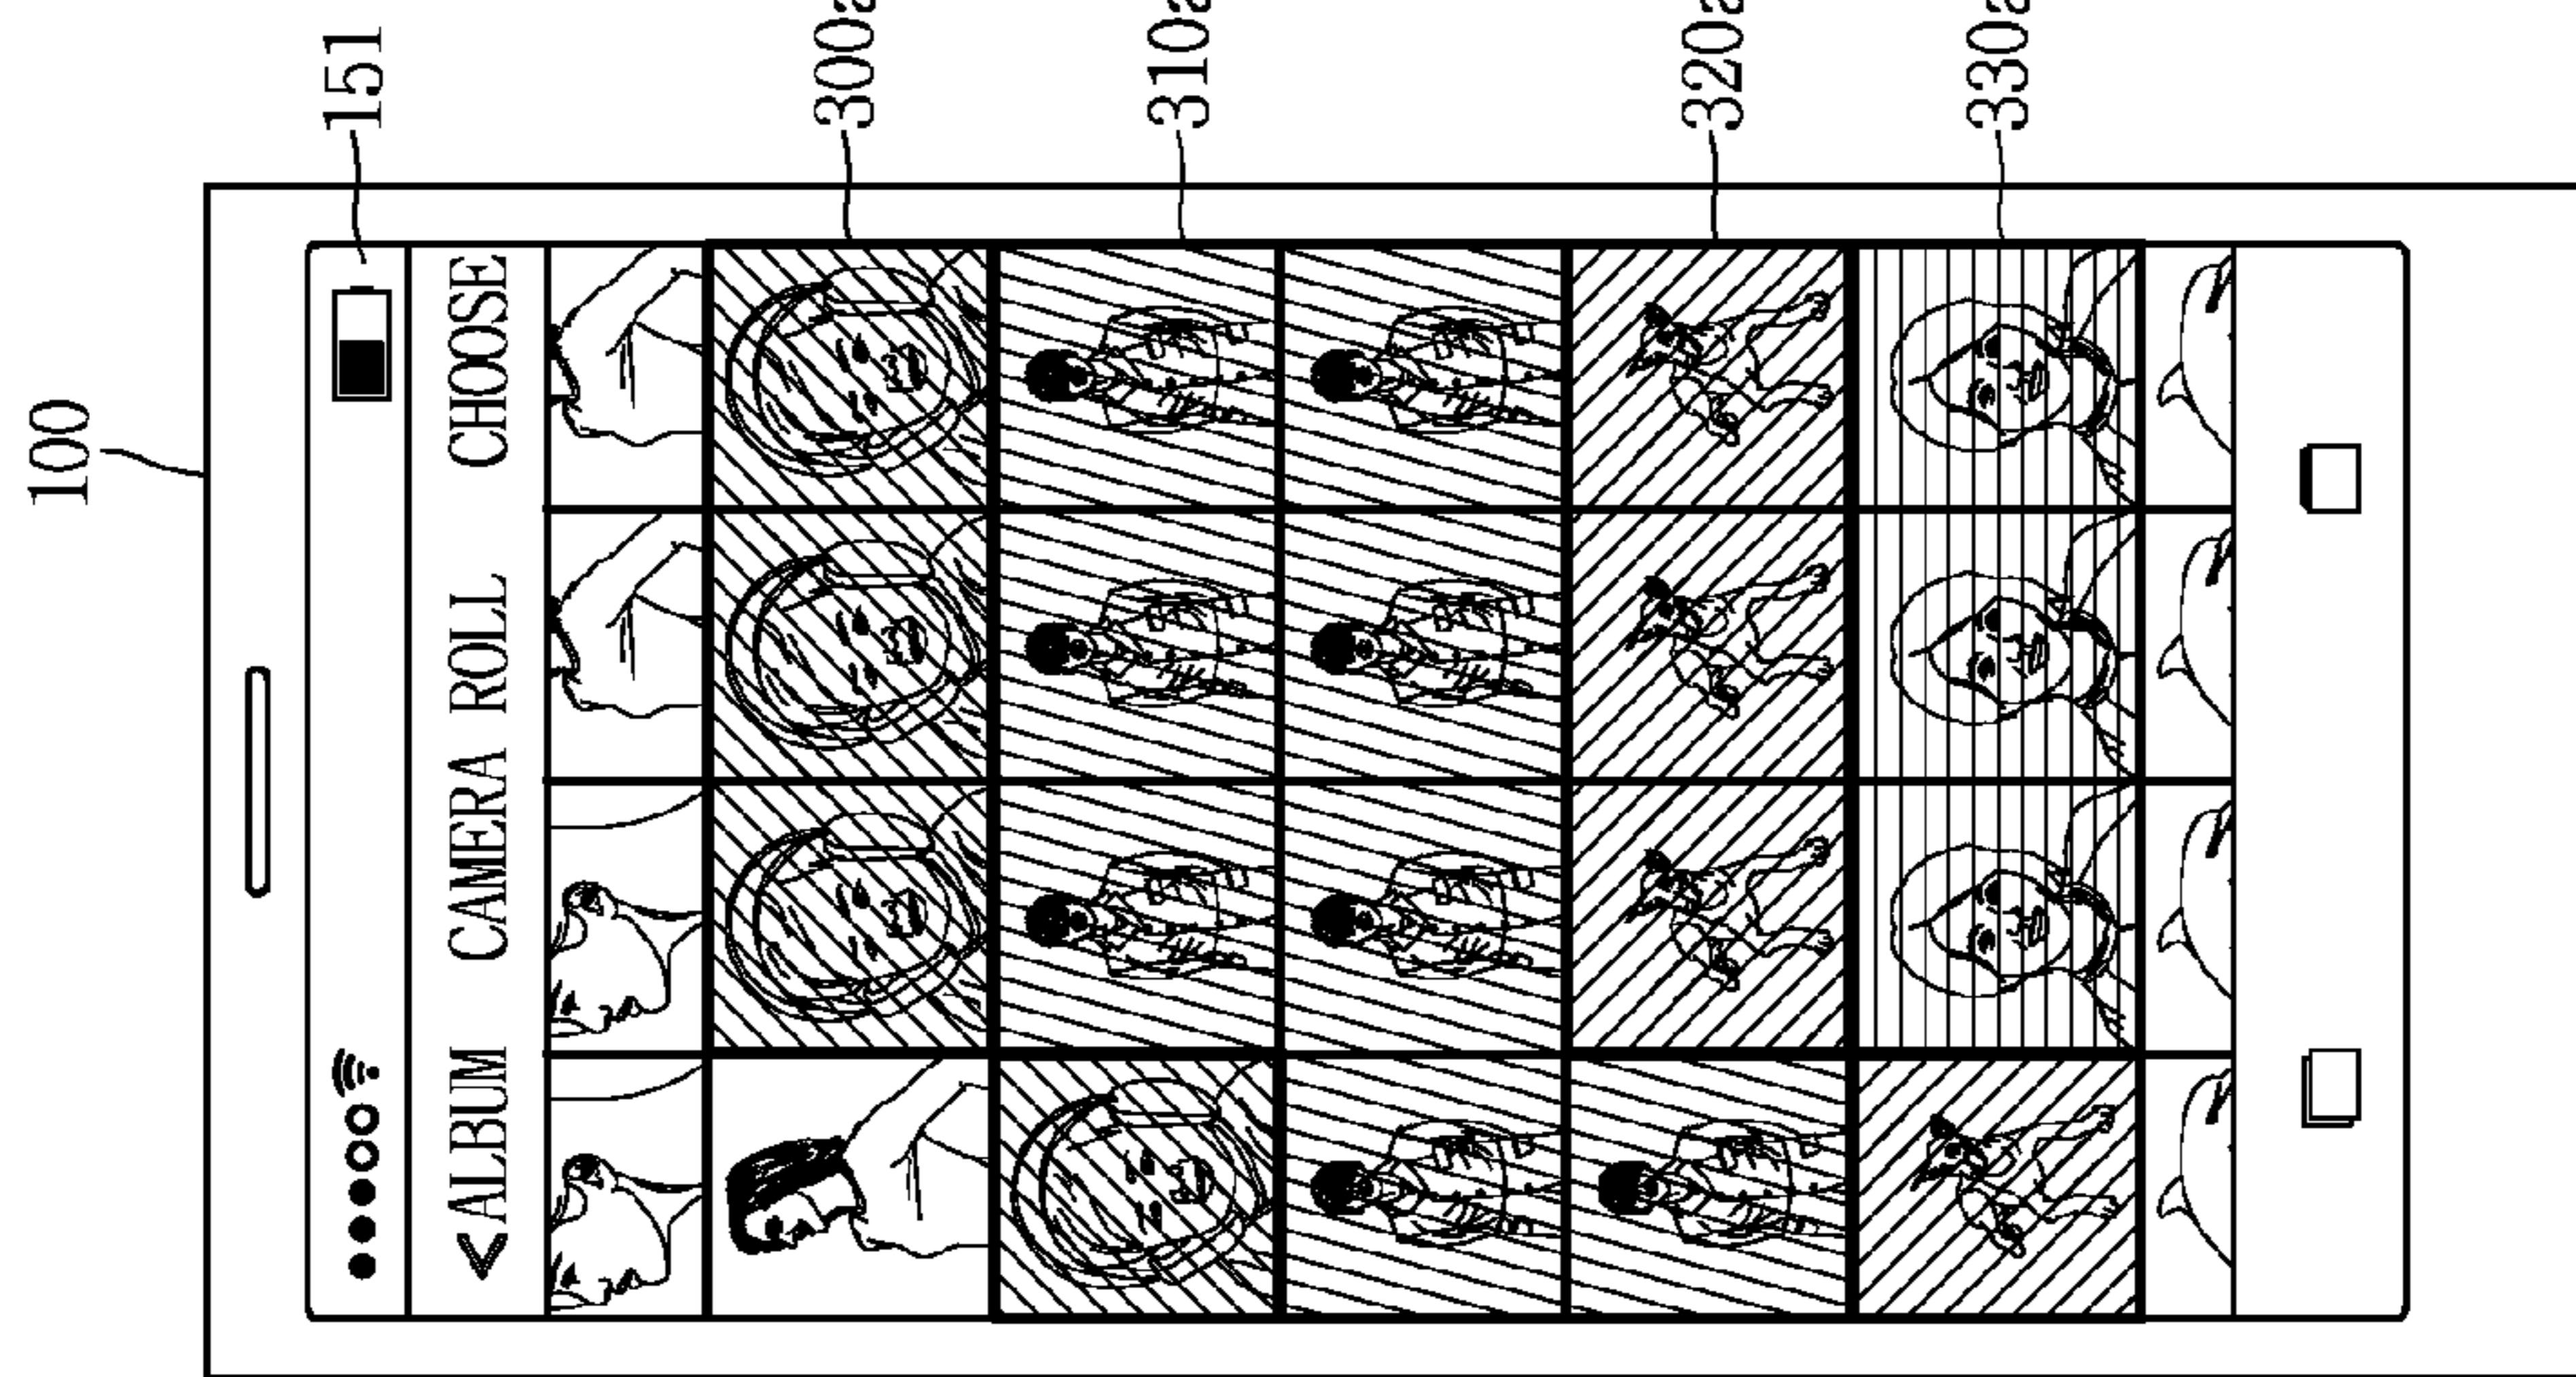 100
151
<ALBUM CAMERA ROLL CHOOSE
300a
310a
320a
330a